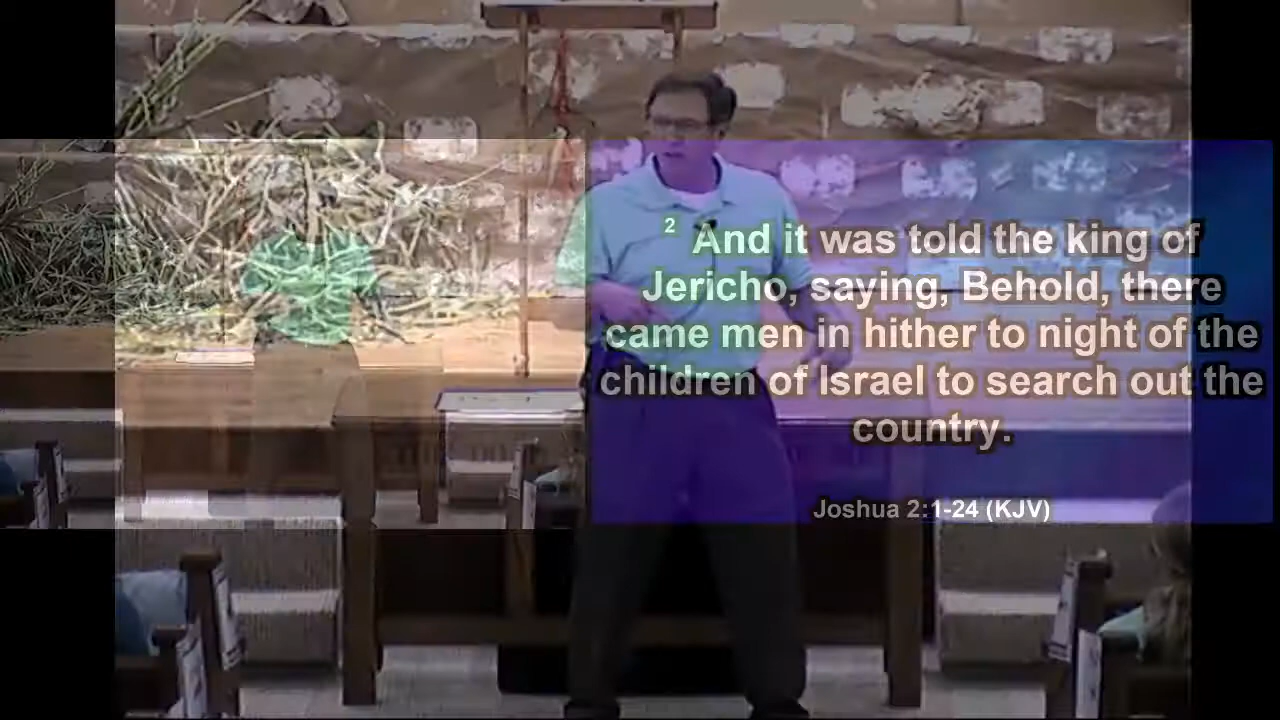 2 And it was told the king of
Jericho, saying, Behold, there
came men in hither to night of the
children of Israel to search out the
country.
Joshua 2:1-24 (KJV)